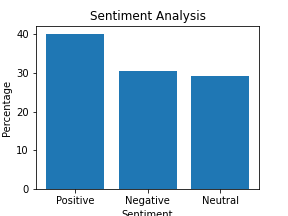 Sentiment Analysis
40
30
20
10
0
Percentage
Positive Negative Neutral
Sentiment